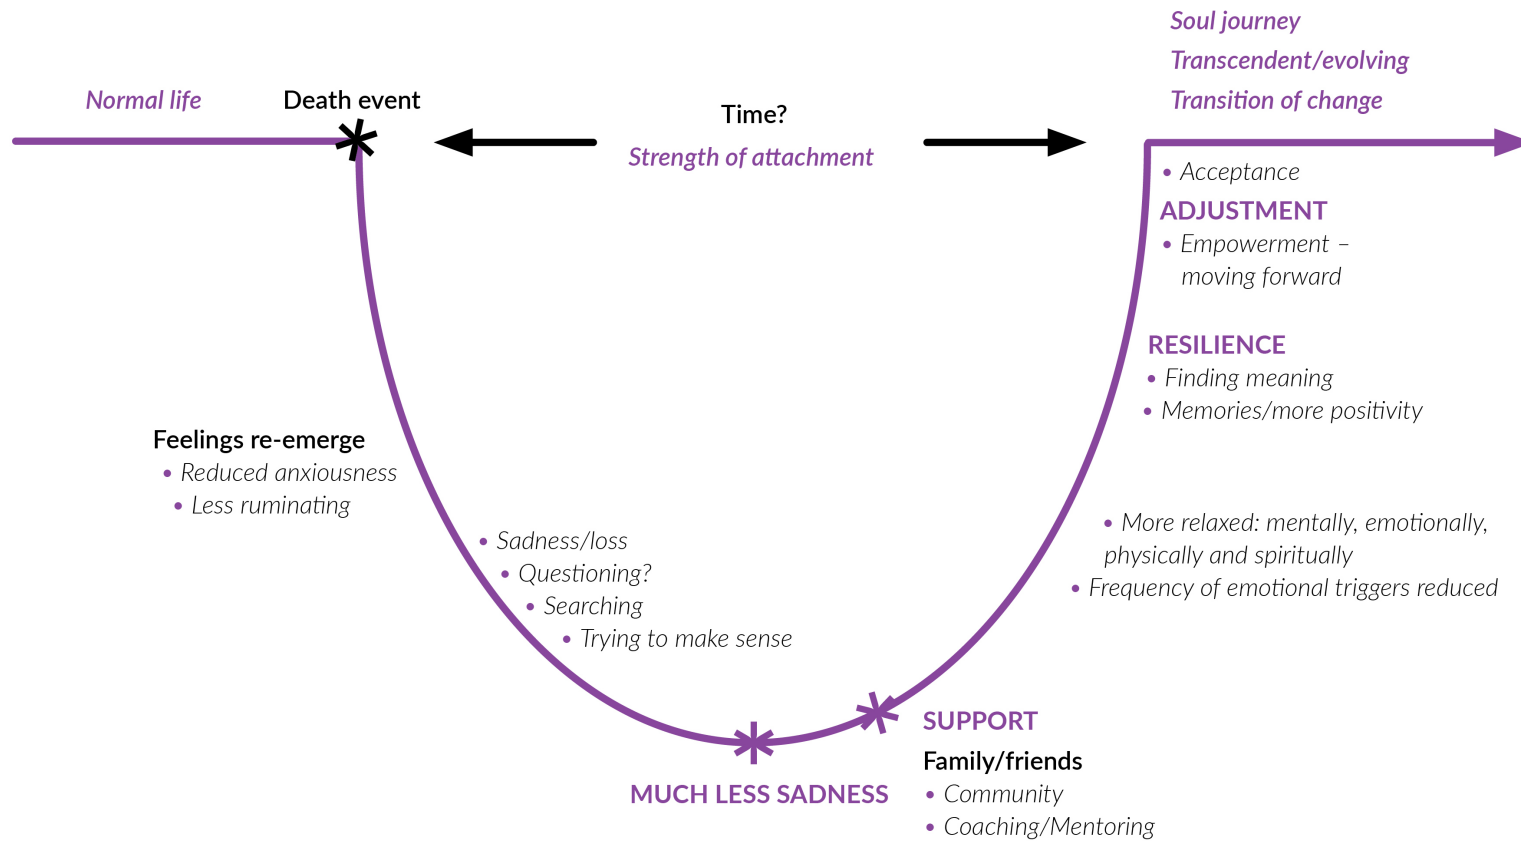 Soul journey
Transcendent/evolving
Transition of change
Normal life
Death event
Time?
Strength of attachment
• Acceptance
ADJUSTMENT
• Empowerment –
moving forward
RESILIENCE
• Finding meaning
• Memories/more positivity
Feelings re-emerge
• Reduced anxiousness
• Less ruminating
• Sadness/loss
• Questioning?
• Searching
• Trying to make sense
• More relaxed: mentally, emotionally,
physically and spiritually
• Frequency of emotional triggers reduced
MUCH LESS SADNESS
SUPPORT
Family/friends
• Community
• Coaching/Mentoring